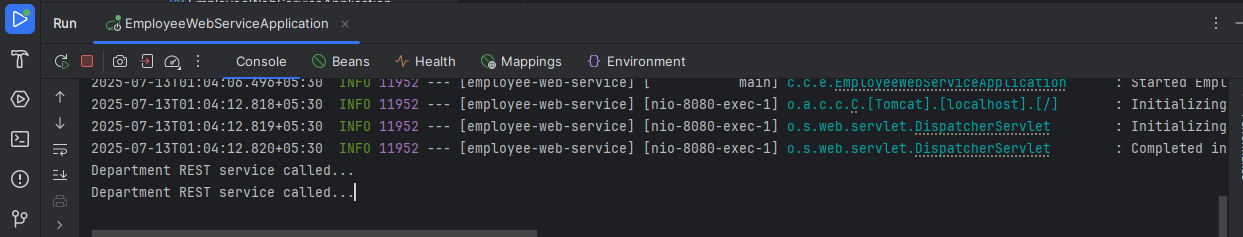 Run EmployeeWebServiceApplication
Console Beans Health Mappings Environment
2025-07-13T01:04:06.496+05:30 INFO 11952 --- [employee-web-service] [ main] c.c.e.EmployeeWebServiceApplication : Started Empl
2025-07-13T01:04:12.818+05:30 INFO 11952 --- [employee-web-service] [nio-8080-exec-1] o.a.c.c.C.[Tomcat].[localhost].[/] : Initializing
2025-07-13T01:04:12.819+05:30 INFO 11952 --- [employee-web-service] [nio-8080-exec-1] o.s.web.servlet.DispatcherServlet : Initializing
2025-07-13T01:04:12.820+05:30 INFO 11952 --- [employee-web-service] [nio-8080-exec-1] o.s.web.servlet.DispatcherServlet : Completed in
Department REST service called...
Department REST service called...